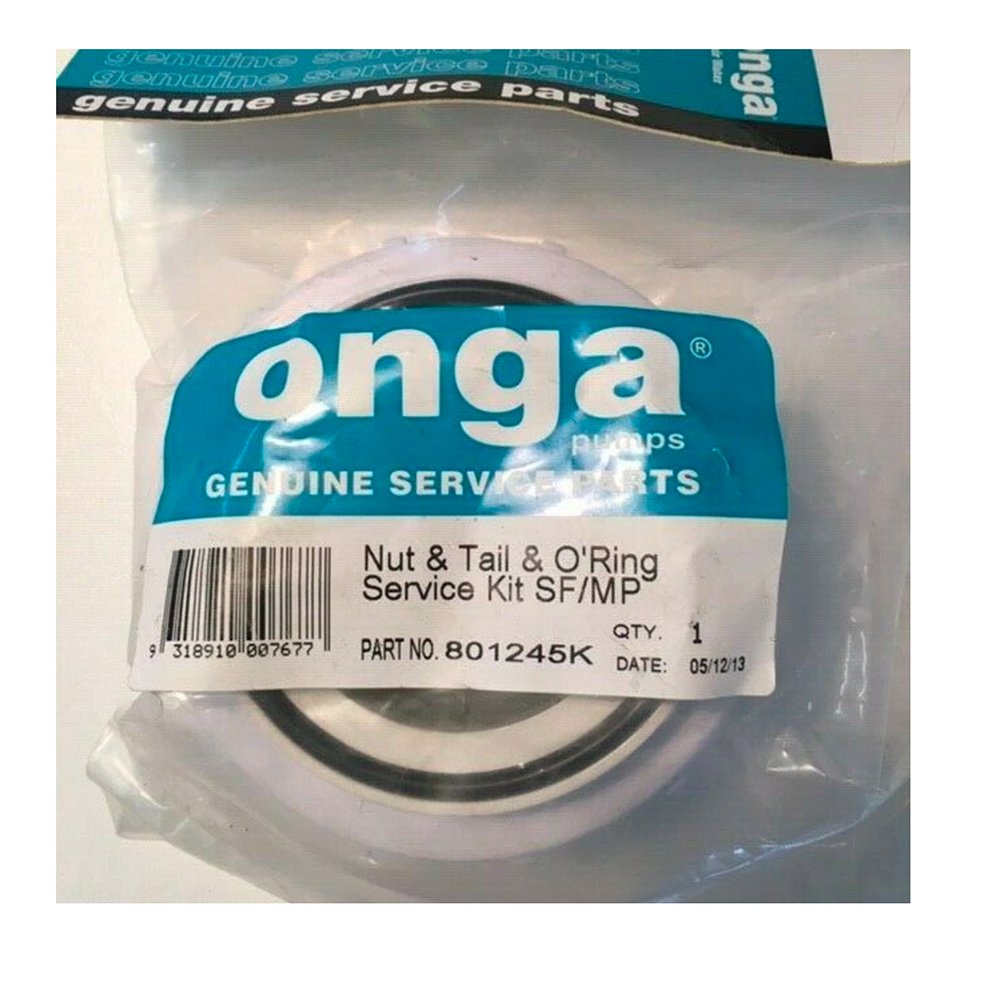 genuine service parts
genuine service parts
genuine service parts
onga
onga ®
pumps
GENUINE SERVICE PARTS
Nut & Tail & O'Ring
Service Kit SF/MP
PART NO. 801245K
QTY. 1
DATE: 05/12/13
9 318910 007677